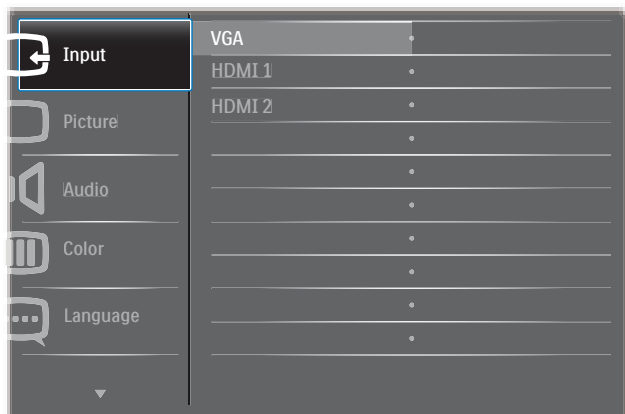 Input
VGA
HDMI 1
HDMI 2
Picture
Audio
Color
Language